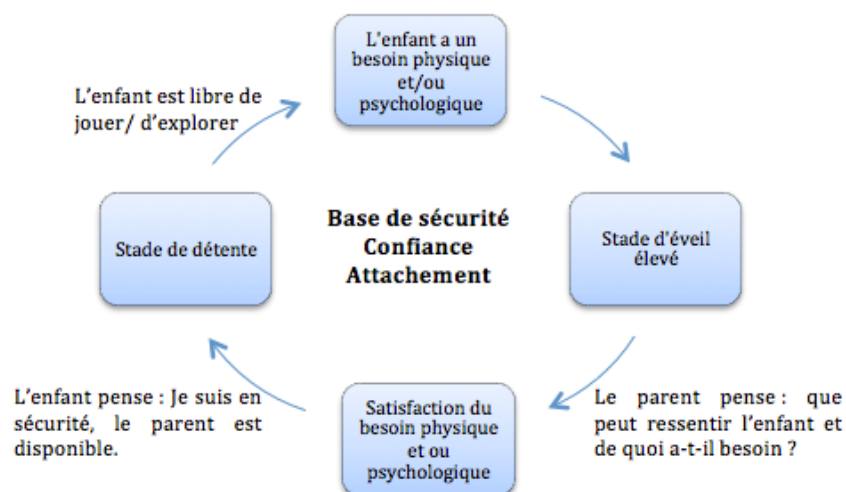 L'enfant a un
besoin physique
et/ou
psychologique
L'enfant est libre de
jouer/ d'explorer
Base de sécurité
Confiance
Attachement
Stade de détente
Stade d'éveil
élevé
L'enfant pense : Je suis en
sécurité, le parent est
disponible.
Satisfaction du
besoin physique
et ou
psychologique
Le parent pense : que
peut ressentir l'enfant et
de quoi a-t-il besoin ?